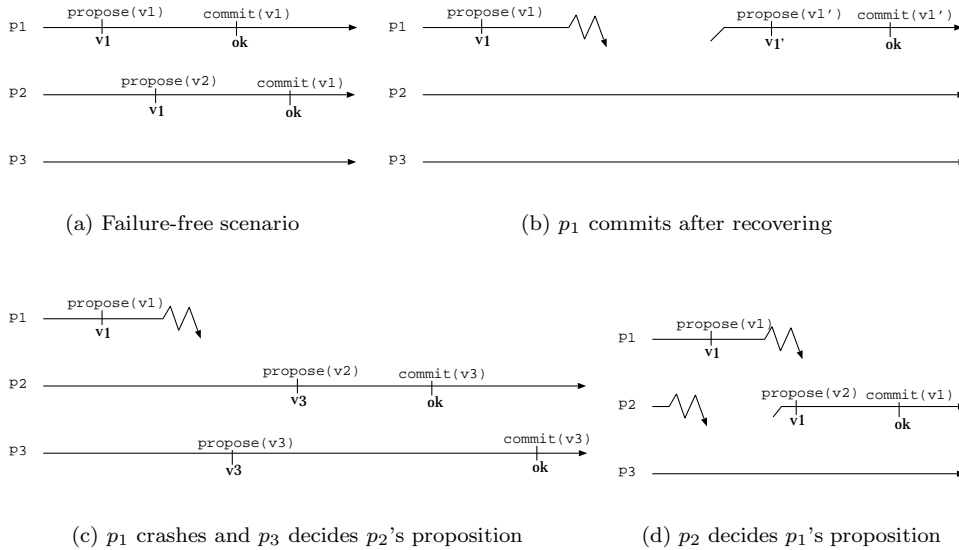 propose(v1) commit(v1)
p1
v1 ok
propose(v2) commit(v1)
p2
v1 ok
p3
(a) Failure-free scenario
propose(v1) propose(v1') commit(v1')
p1
v1 v1' ok
p2
p3
(b) p1 commits after recovering
propose(v1)
p1
v1
propose(v2) commit(v3)
p2
v3 ok
propose(v3) commit(v3)
p3
v3 ok
(c) p1 crashes and p3 decides p2's proposition
propose(v1)
p1
v1
propose(v2) commit(v1)
p2
v1 ok
p3
(d) p2 decides p1's proposition